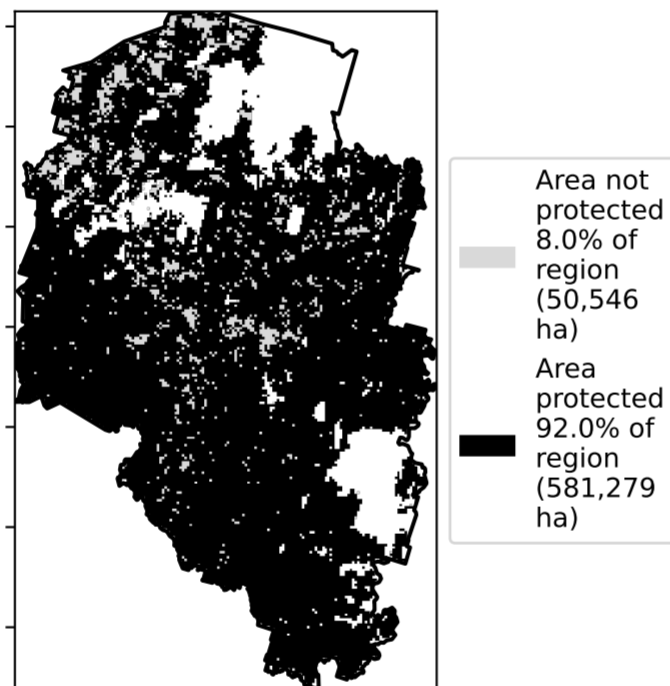 Area not
protected
8.0% of
region
(50,546
ha)
Area
protected
92.0% of
region
(581,279
ha)